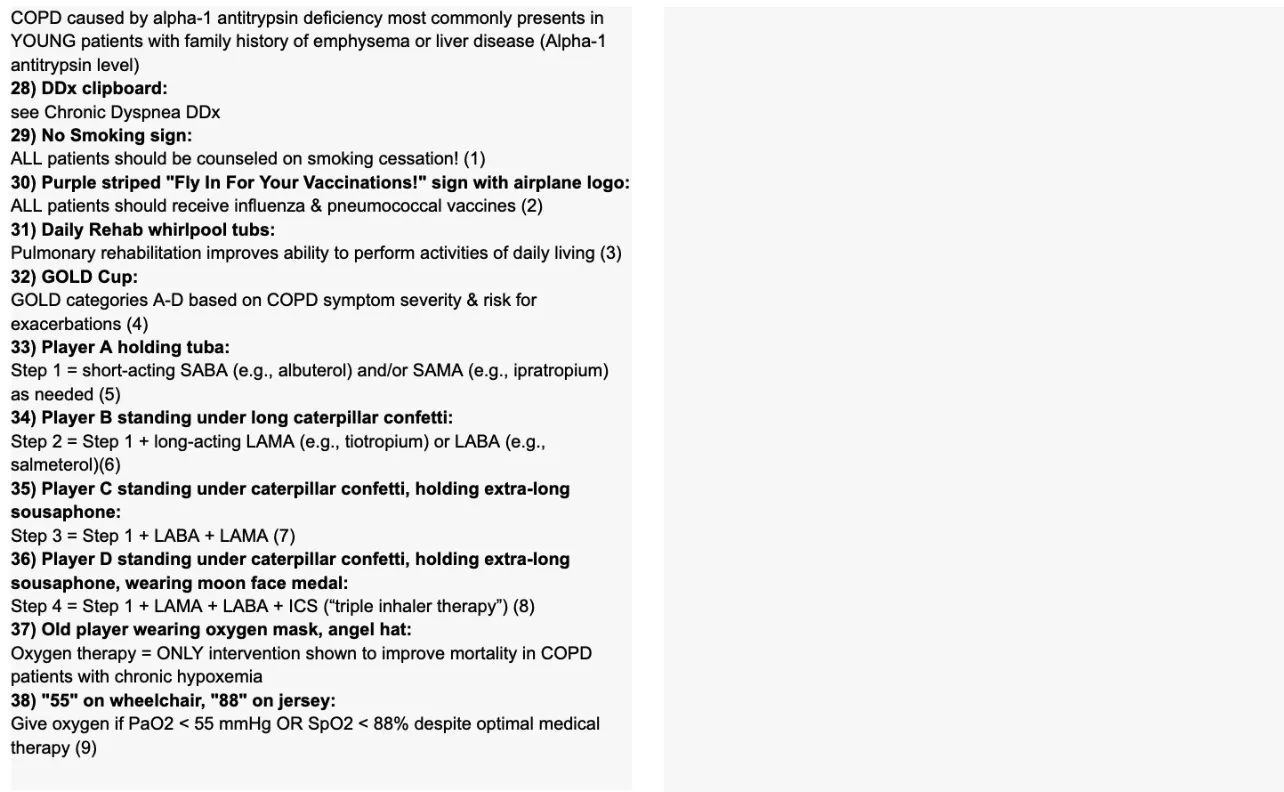 COPD caused by alpha-1 antitrypsin deficiency most commonly presents in
YOUNG patients with family history of emphysema or liver disease (Alpha-1
antitrypsin level)
28) DDx clipboard:
see Chronic Dyspnea DDx
29) No Smoking sign:
ALL patients should be counseled on smoking cessation! (1)
30) Purple striped "Fly In For Your Vaccinations!" sign with airplane logo:
ALL patients should receive influenza & pneumococcal vaccines (2)
31) Daily Rehab whirlpool tubs:
Pulmonary rehabilitation improves ability to perform activities of daily living (3)
32) GOLD Cup:
GOLD categories A-D based on COPD symptom severity & risk for
exacerbations (4)
33) Player A holding tuba:
Step 1 = short-acting SABA (e.g., albuterol) and/or SAMA (e.g., ipratropium)
as needed (5)
34) Player B standing under long caterpillar confetti:
Step 2 = Step 1 + long-acting LAMA (e.g., tiotropium) or LABA (e.g.,
salmeterol)(6)
35) Player C standing under caterpillar confetti, holding extra-long
sousaphone:
Step 3 = Step 1 + LABA + LAMA (7)
36) Player D standing under caterpillar confetti, holding extra-long
sousaphone, wearing moon face medal:
Step 4 = Step 1 + LAMA + LABA + ICS (“triple inhaler therapy”) (8)
37) Old player wearing oxygen mask, angel hat:
Oxygen therapy = ONLY intervention shown to improve mortality in COPD
patients with chronic hypoxemia
38) "55" on wheelchair, "88" on jersey:
Give oxygen if PaO2 < 55 mmHg OR SpO2 < 88% despite optimal medical
therapy (9)